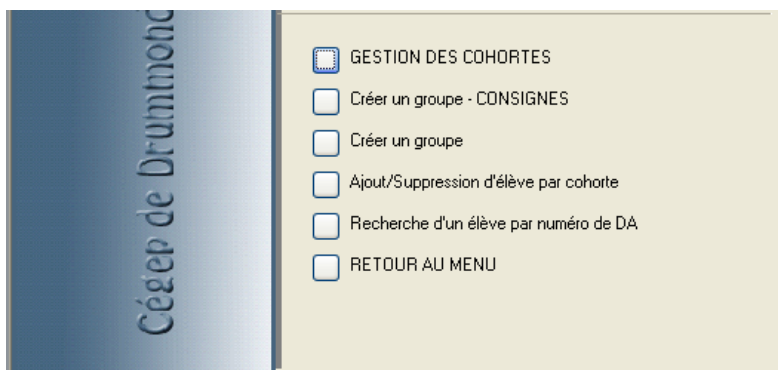 Cégep de Drummond
GESTION DES COHORTES
Créer un groupe - CONSIGNES
Créer un groupe
Ajout/Suppression d'élève par cohorte
Recherche d'un élève par numéro de DA
RETOUR AU MENU